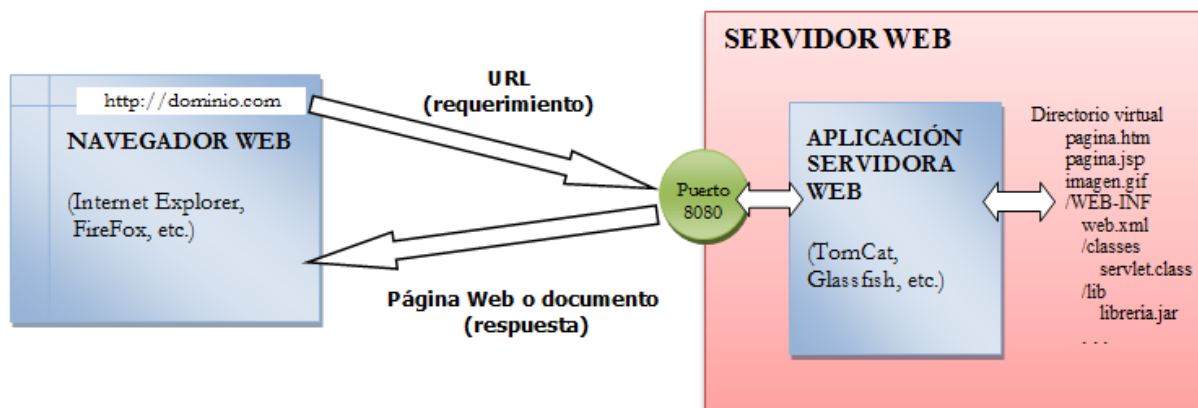 http://dominio.com
NAVEGADOR WEB
(Internet Explorer,
FireFox, etc.)
URL
(requerimiento)
Página Web o documento
(respuesta)
SERVIDOR WEB
Puerto
8080
APLICACIÓN
SERVIDORA
WEB
(TomCat,
Glassfish, etc.)
Directorio virtual
pagina.htm
pagina.jsp
imagen.gif
/WEB-INF
web.xml
/classes
servlet.class
/lib
libreria.jar
. . .